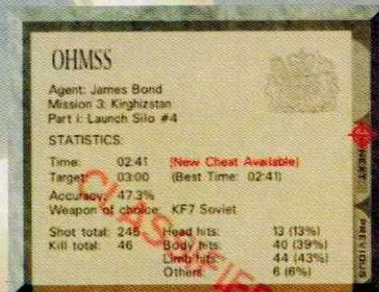 OHMSS
Agent: James Bond
Mission 3: Kirghizstan
Part i: Launch Silo #4
STATISTICS:
Time: 02:41 (New Cheat Available)
Target: 03:00 (Best Time: 02:41)
Accuracy: 47.3%
Weapon of choice: KF7 Soviet
Shot total: 245 Head hits: 13 (13%)
Kill total: 46 Body hits: 40 (39%)
Limb hits: 44 (43%)
Others: 6 (6%)
CLASSIFIED
NEXT
PREVIOUS